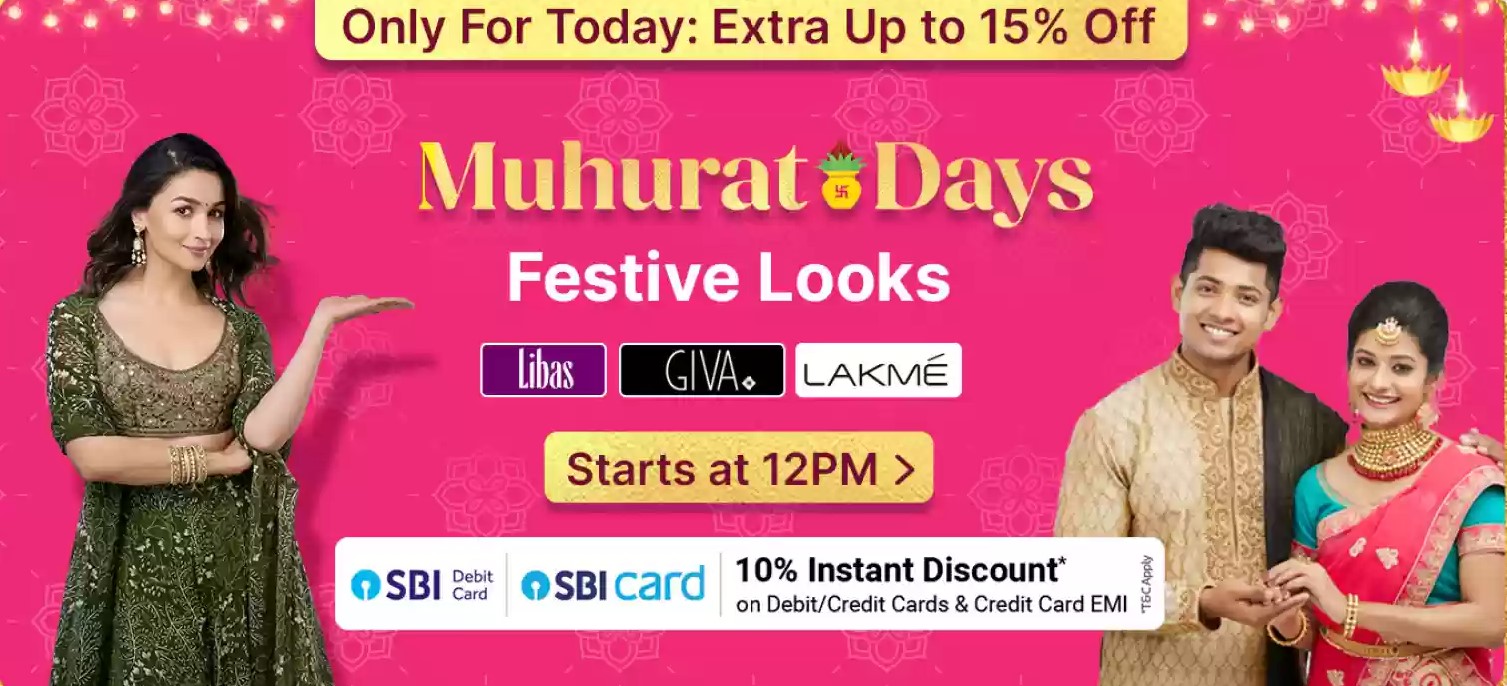 Only For Today: Extra Up to 15% Off
Muhurat Days
Festive Looks
Libas
GIVA
LAKMÉ
Starts at 12PM >
SBI Debit Card
SBI card
10% Instant Discount*
on Debit/Credit Cards & Credit Card EMI
*T&C Apply